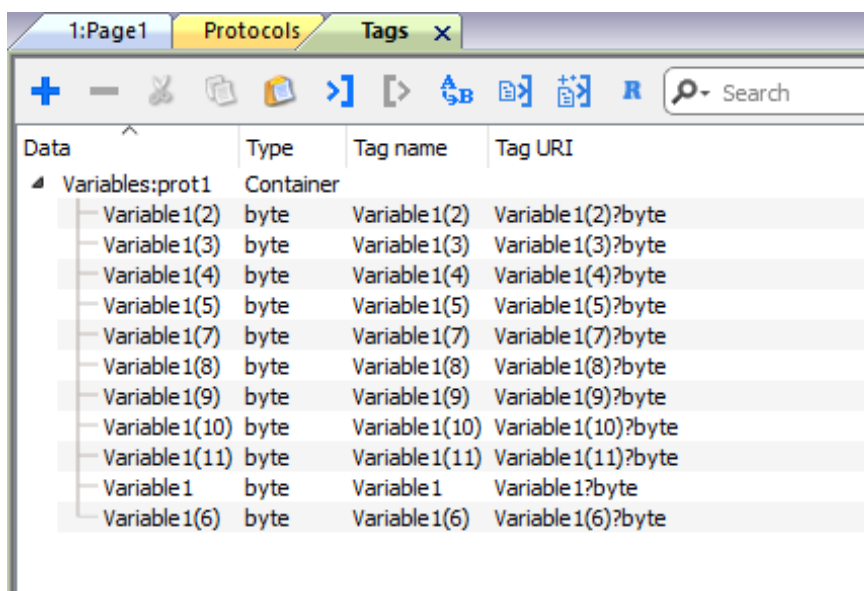 1:Page1 Protocols Tags
R Search
Data Type Tag name Tag URI
Variables:prot1 Container
Variable1(2) byte Variable1(2) Variable1(2)?byte
Variable1(3) byte Variable1(3) Variable1(3)?byte
Variable1(4) byte Variable1(4) Variable1(4)?byte
Variable1(5) byte Variable1(5) Variable1(5)?byte
Variable1(7) byte Variable1(7) Variable1(7)?byte
Variable1(8) byte Variable1(8) Variable1(8)?byte
Variable1(9) byte Variable1(9) Variable1(9)?byte
Variable1(10) byte Variable1(10) Variable1(10)?byte
Variable1(11) byte Variable1(11) Variable1(11)?byte
Variable1 byte Variable1 Variable1?byte
Variable1(6) byte Variable1(6) Variable1(6)?byte